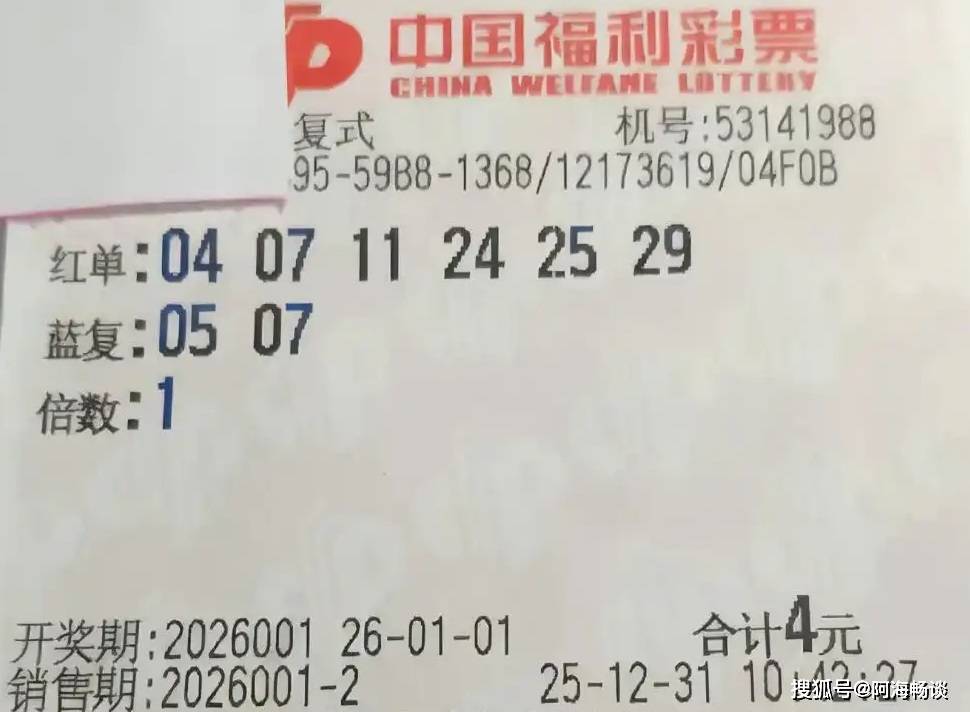 中国福利彩票
CHINA WELFARE LOTTERY
复式 机号:53141988
95-59B8-1368/12173619/04F0B
红单:04 07 11 24 25 29
蓝复:05 07
倍数:1
开奖期:2026001 26-01-01 合计4元
销售期:2026001-2 25-12-31 10:42:27
搜狐号@阿海畅谈